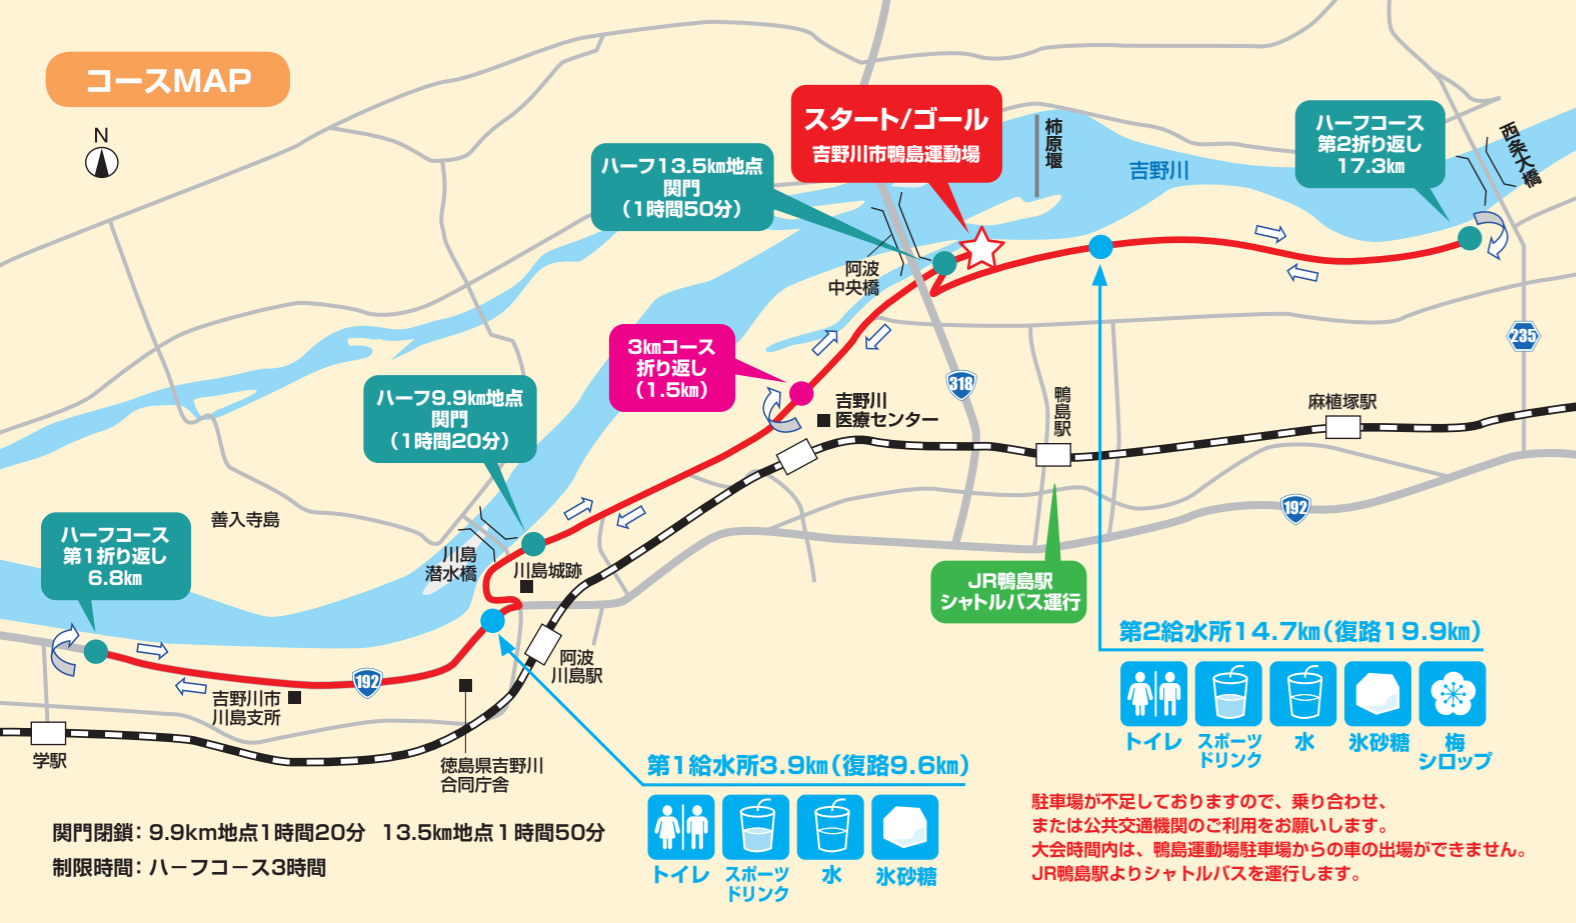 コースMAP
N
スタート/ゴール
吉野川市鴨島運動場
ハーフ13.5km地点
関門
（1時間50分）
柿原堰
吉野川
ハーフコース
第2折り返し
17.3km
西条大橋
阿波
中央橋
3kmコース
折り返し
（1.5km）
吉野川
医療センター
318
鴨島駅
235
麻植塚駅
192
ハーフ9.9km地点
関門
（1時間20分）
善入寺島
ハーフコース
第1折り返し
6.8km
川島
潜水橋
川島城跡
JR鴨島駅
シャトルバス運行
阿波
川島駅
192
吉野川市
川島支所
学駅
徳島県吉野川
合同庁舎
第2給水所14.7km（復路19.9km）
トイレ
スポーツ
ドリンク
水
氷砂糖
梅
シロップ
第1給水所3.9km（復路9.6km）
トイレ
スポーツ
ドリンク
水
氷砂糖
関門閉鎖：9.9km地点1時間20分 13.5km地点1時間50分
制限時間：ハーフコース3時間
駐車場が不足しておりますので、乗り合わせ、
または公共交通機関のご利用をお願いします。
大会時間内は、鴨島運動場駐車場からの車の出場ができません。
JR鴨島駅よりシャトルバスを運行します。